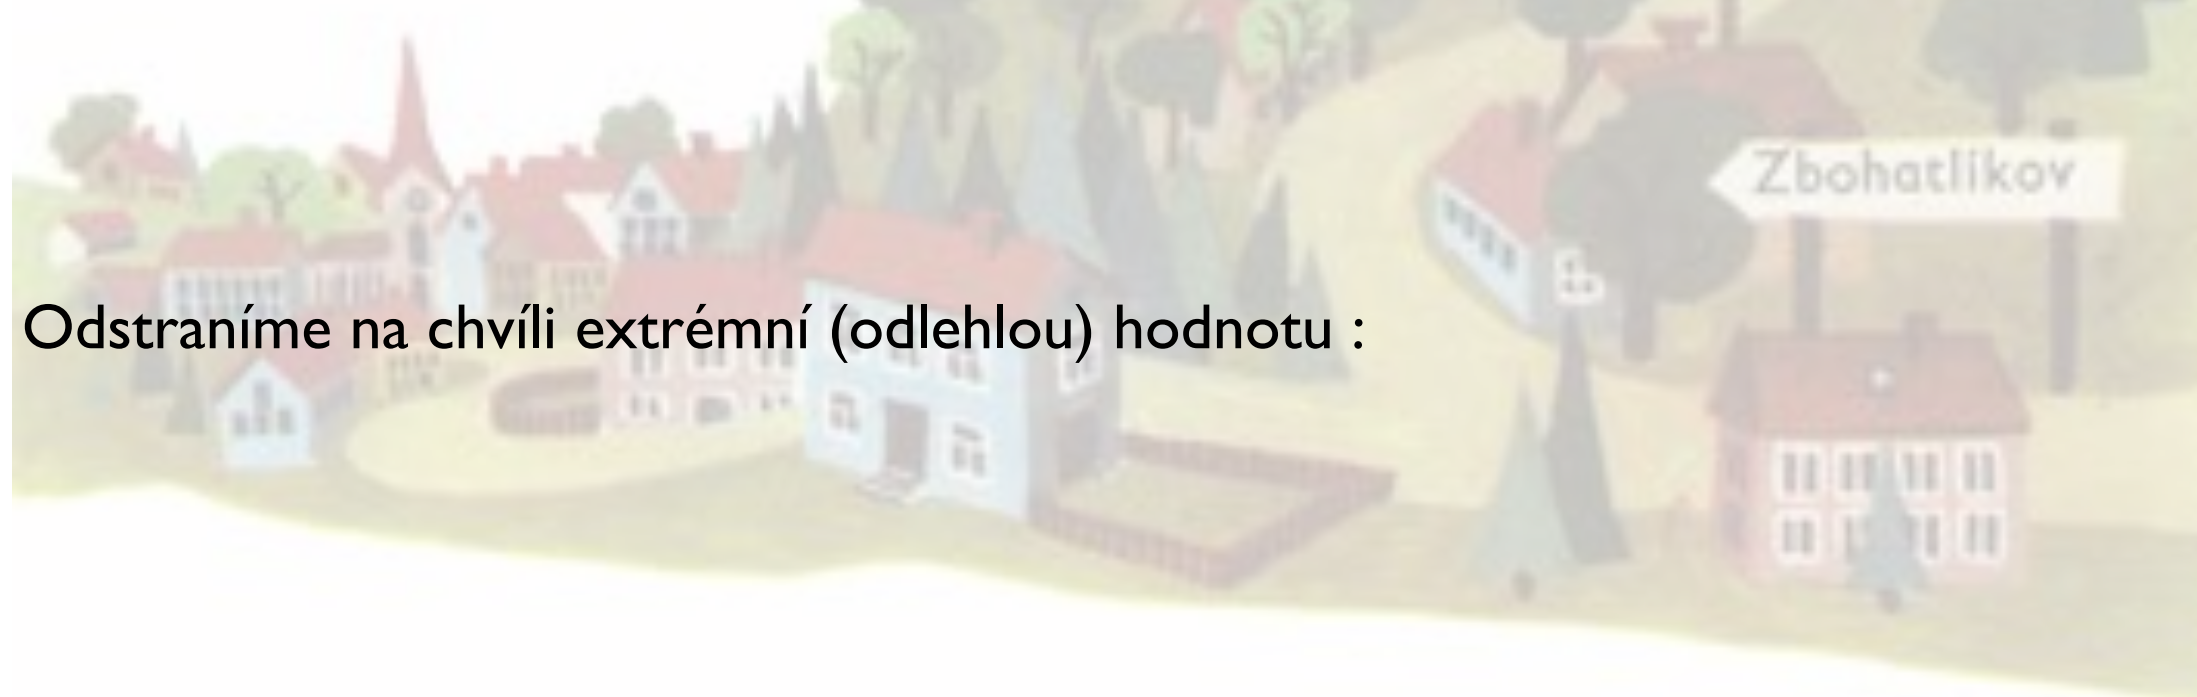 Zbohatlíkov
Odstraníme na chvíli extrémní (odlehlou) hodnotu :